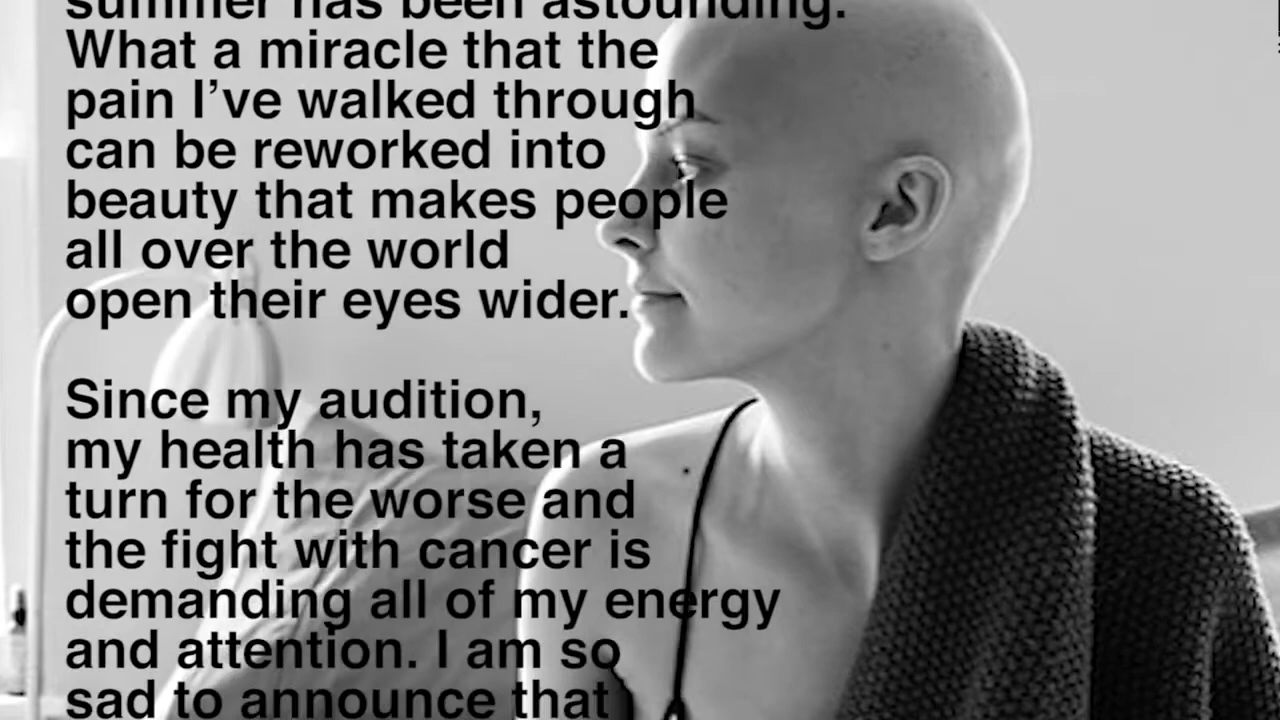 summer has been astounding.
What a miracle that the
pain I’ve walked through
can be reworked into
beauty that makes people
all over the world
open their eyes wider.
Since my audition,
my health has taken a
turn for the worse and
the fight with cancer is
demanding all of my energy
and attention. I am so
sad to announce that